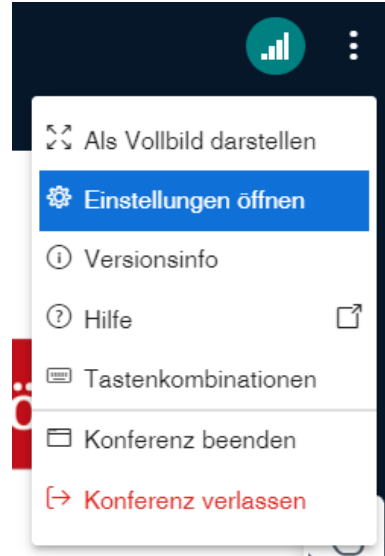 Als Vollbild darstellen
Einstellungen öffnen
Versionsinfo
Hilfe
Tastenkombinationen
ö
Konferenz beenden
Konferenz verlassen